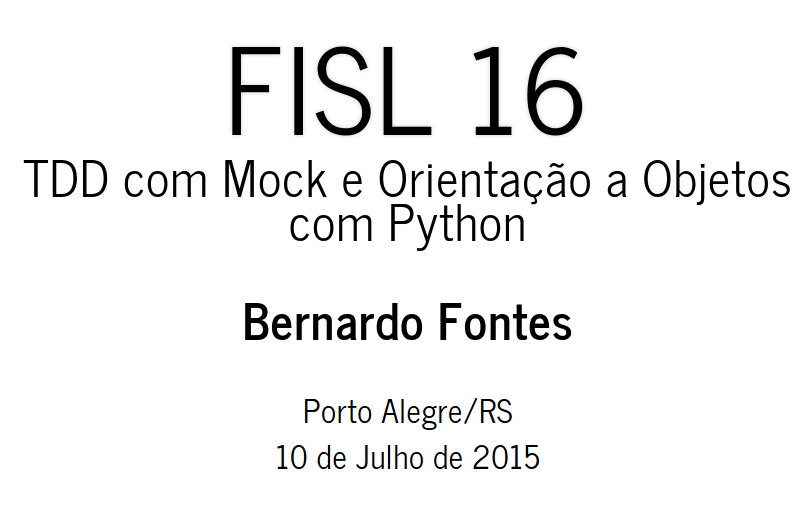 FISL 16
TDD com Mock e Orientação a Objetos
com Python
Bernardo Fontes
Porto Alegre/RS
10 de Julho de 2015